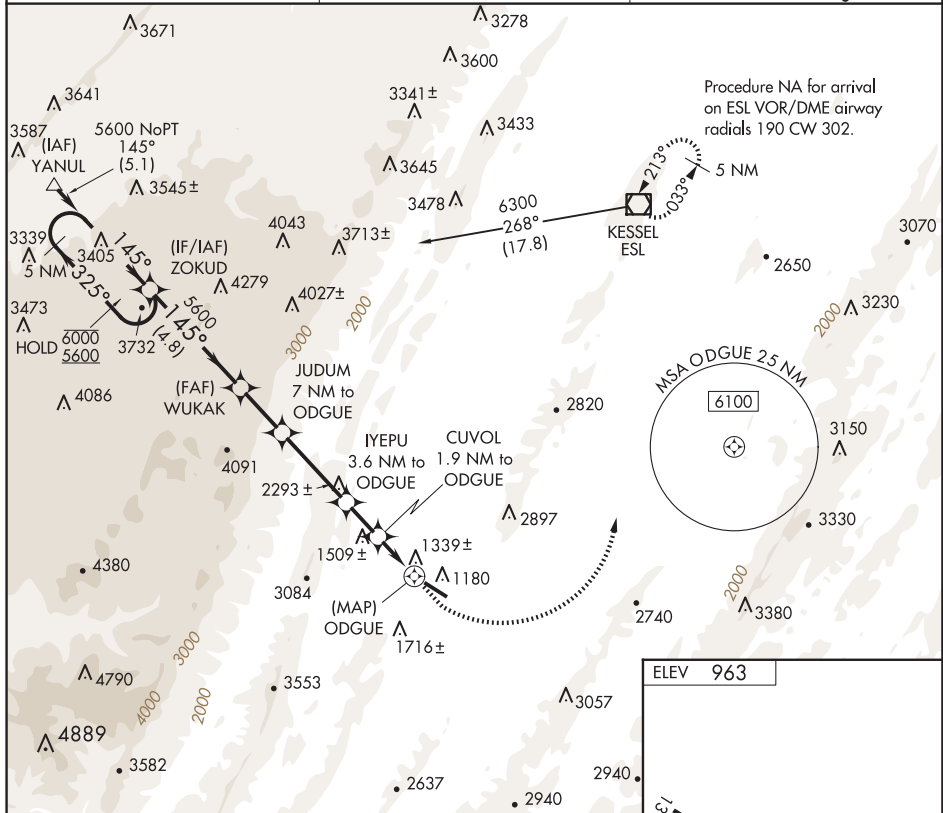 3671
3278
3600
3641
3341±
3587
(IAF)
YANUL
5600 NoPT
145°
(5.1)
3433
Procedure NA for arrival
on ESL VOR/DME airway
radials 190 CW 302.
3645
3545±
3478
213°
033°
5 NM
6300
268°
(17.8)
KESSEL
ESL
3339
5 NM
3405
145°
325°
(IF/IAF)
ZOKUD
4043
3713±
4279
4027±
3070
2650
3230
2000
3473
HOLD
6000
5600
3732
5600
145°
(4.8)
3000
2000
4086
(FAF)
WUKAK
JUDUM
7 NM to
ODGUE
2820
MSA ODGUE 25 NM
6100
3150
4091
IYEPU
3.6 NM to
ODGUE
CUVOL
1.9 NM to
ODGUE
2293±
2897
3330
1509±
1339±
1180
4380
3084
(MAP)
ODGUE
2740
2000
3380
1716±
3000
4790
4000
2000
3553
ELEV 963
3057
4889
3582
2637
2940
2940
13